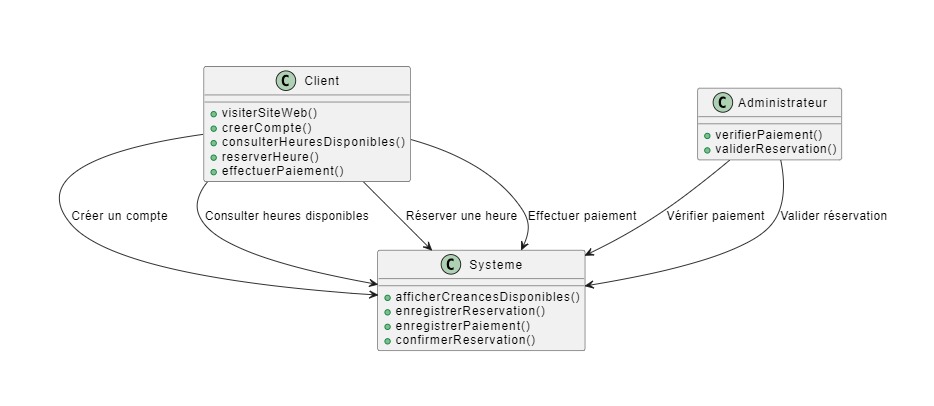 C Client
visiterSiteWeb()
creerCompte()
consulterHeuresDisponibles()
reserverHeure()
effectuerPaiement()
C Administrateur
verifierPaiement()
validerReservation()
Créer un compte
Consulter heures disponibles
Réserver une heure
Effectuer paiement
Vérifier paiement
Valider réservation
C Systeme
afficherCreancesDisponibles()
enregistrerReservation()
enregistrerPaiement()
confirmerReservation()